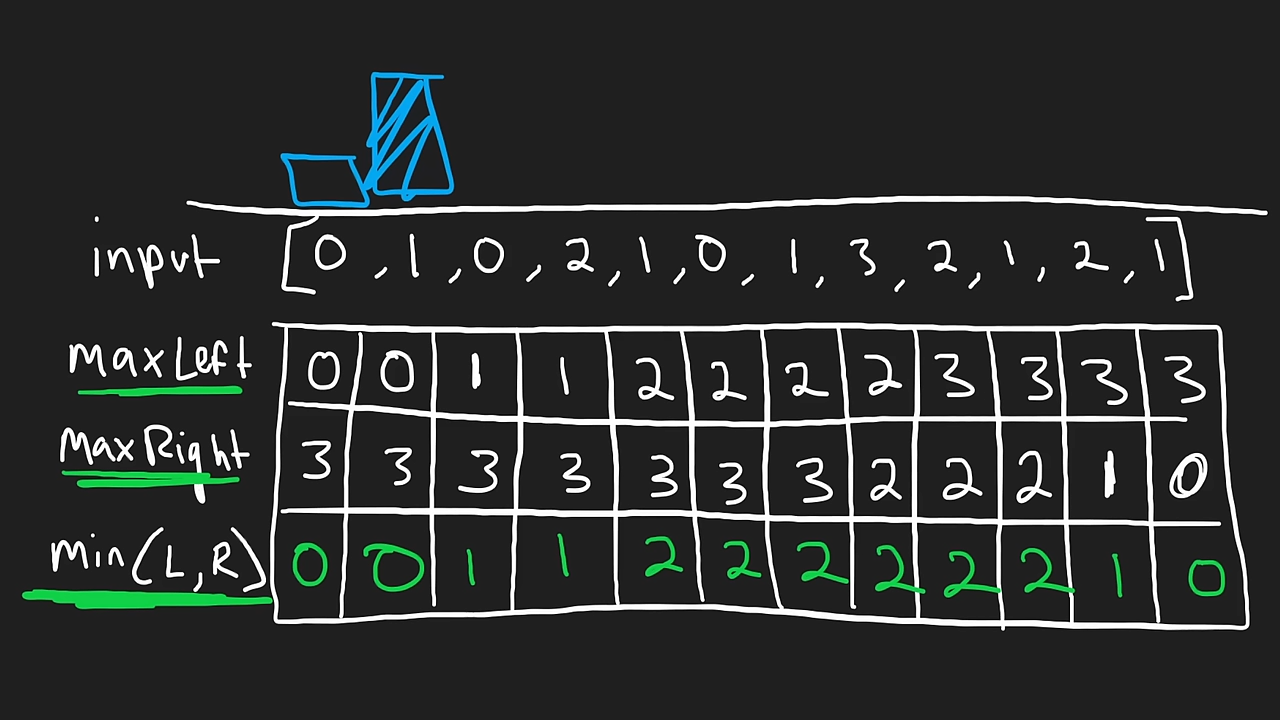 input [0, 1, 0, 2, 1, 0, 1, 3, 2, 1, 2, 1]
maxLeft 0 0 1 1 2 2 2 2 3 3 3 3
maxRight 3 3 3 3 3 3 3 2 2 2 1 0
min(L,R) 0 0 1 1 2 2 2 2 2 2 1 0